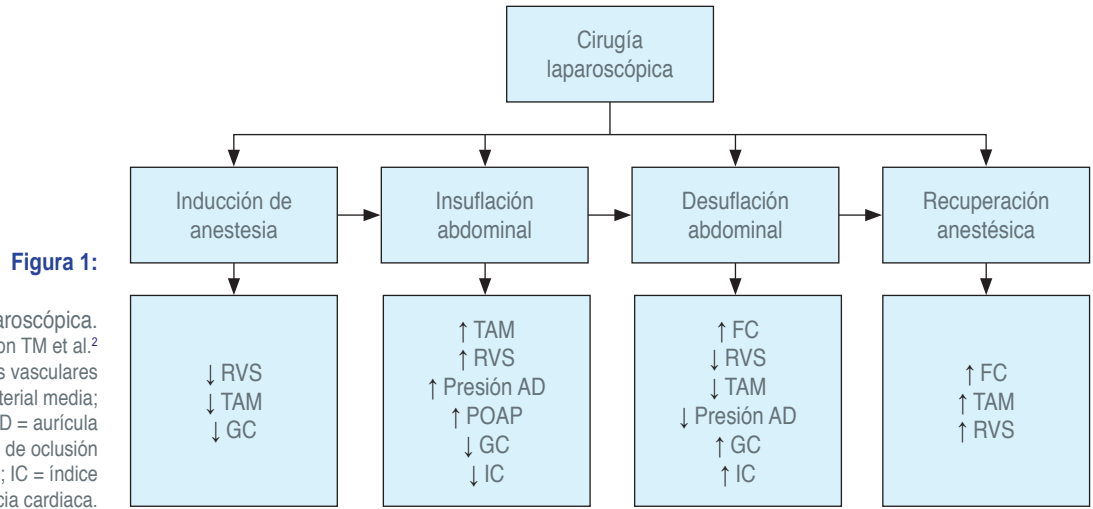 Cirugía
laparoscópica
Inducción de
anestesia
Insuflación
abdominal
Desuflación
abdominal
Recuperación
anestésica
↓ RVS
↓ TAM
↓ GC
↑ TAM
↑ RVS
↑ Presión AD
↑ POAP
↓ GC
↓ IC
↑ FC
↓ RVS
↓ TAM
↓ Presión AD
↑ GC
↑ IC
↑ FC
↑ TAM
↑ RVS
Figura 1:
aroscópica.
on TM et al.²
s vasculares
terial media;
D = aurícula
de oclusión
; IC = índice
cia cardiaca.